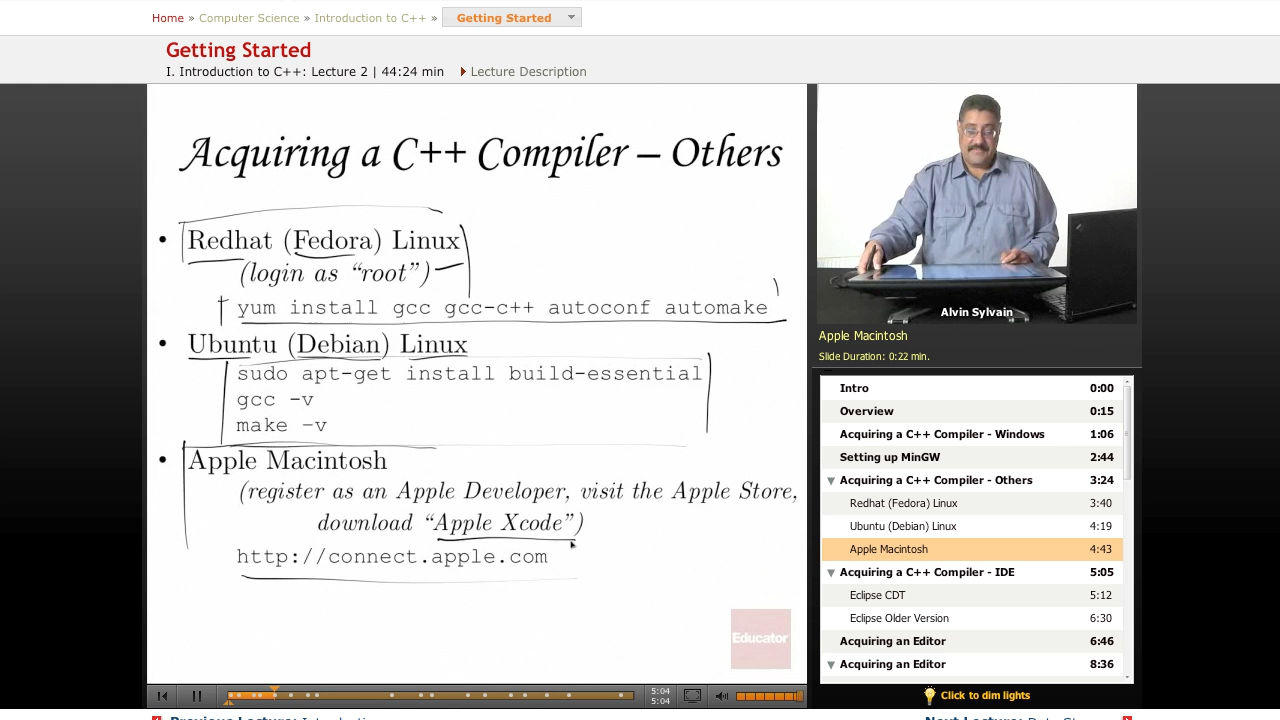 Home » Computer Science » Introduction to C++ » Getting Started
Getting Started
I. Introduction to C++: Lecture 2 | 44:24 min Lecture Description
Acquiring a C++ Compiler – Others
• Redhat (Fedora) Linux
(login as “root”)
yum install gcc gcc-c++ autoconf automake
• Ubuntu (Debian) Linux
sudo apt-get install build-essential
gcc -v
make –v
• Apple Macintosh
(register as an Apple Developer, visit the Apple Store,
download “Apple Xcode”)
http://connect.apple.com
Educator
Alvin Sylvain
Apple Macintosh
Slide Duration: 0:22 min.
Intro 0:00
Overview 0:15
Acquiring a C++ Compiler - Windows 1:06
Setting up MinGW 2:44
Acquiring a C++ Compiler - Others 3:24
Redhat (Fedora) Linux 3:40
Ubuntu (Debian) Linux 4:19
Apple Macintosh 4:43
Acquiring a C++ Compiler - IDE 5:05
Eclipse CDT 5:12
Eclipse Older Version 6:30
Acquiring an Editor 6:46
Acquiring an Editor 8:36
5:04
5:04
Click to dim lights
Previous Lecture:
Next Lecture: